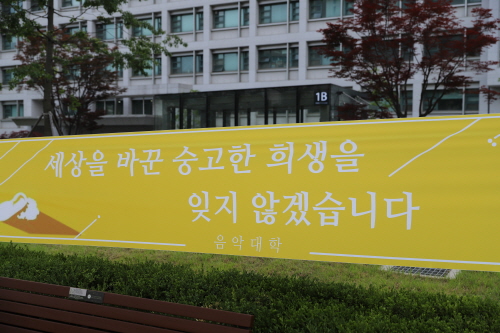 1B
세상을 바꾼 숭고한 희생을
잊지 않겠습니다
음악대학